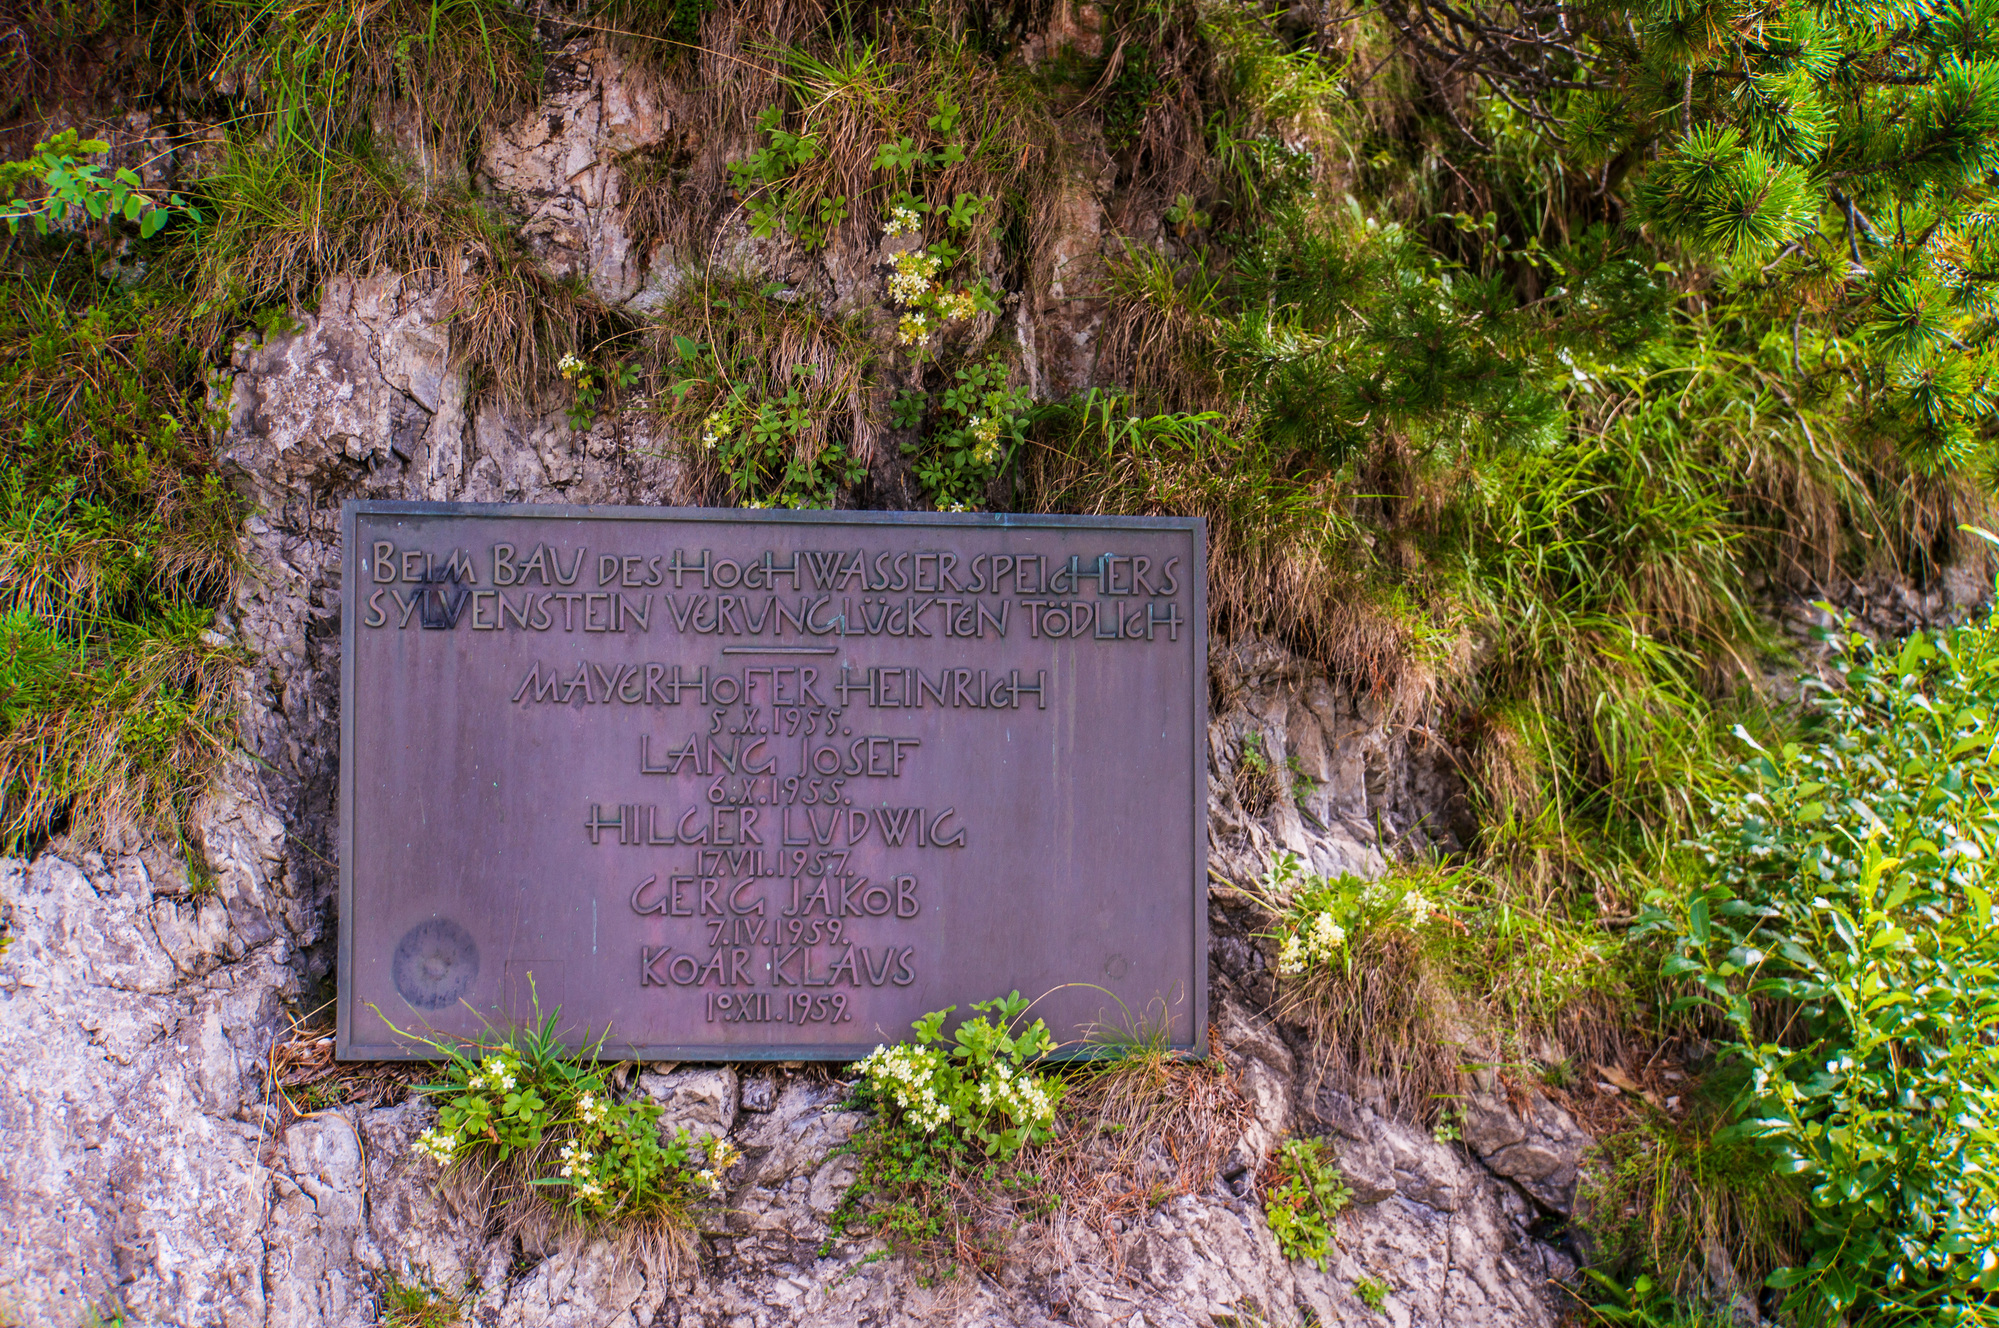 BEIM BAU DES HOCHWASSERSPEICHERS
SYLVENSTEIN VERUNGLÜCKTEN TÖDLICH
MAYERHOFER HEINRICH
5.X.1955.
LANG JOSEF
6.X.1955.
HILGER LUDWIG
17.VII.1957.
GERG JAKOB
7.IV.1959.
KOAR KLAUS
10.XII.1959.